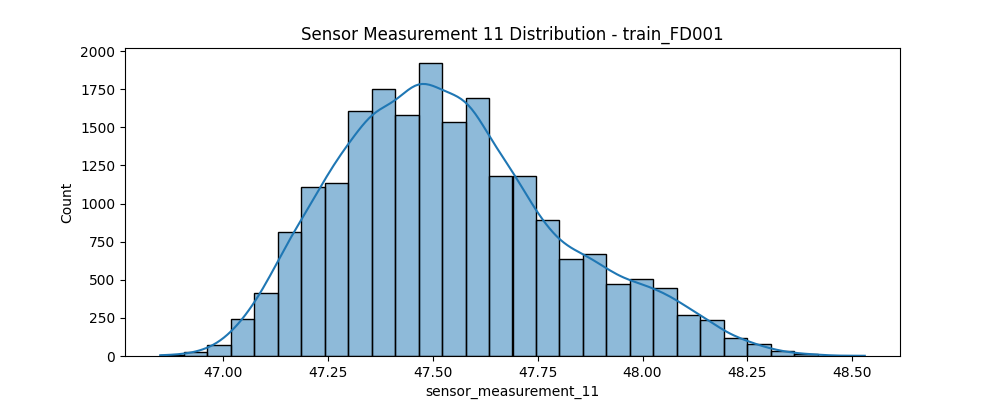 Sensor Measurement 11 Distribution - train_FD001
2000
1750
1500
1250
1000
750
500
250
0
Count
47.00 47.25 47.50 47.75 48.00 48.25 48.50
sensor_measurement_11